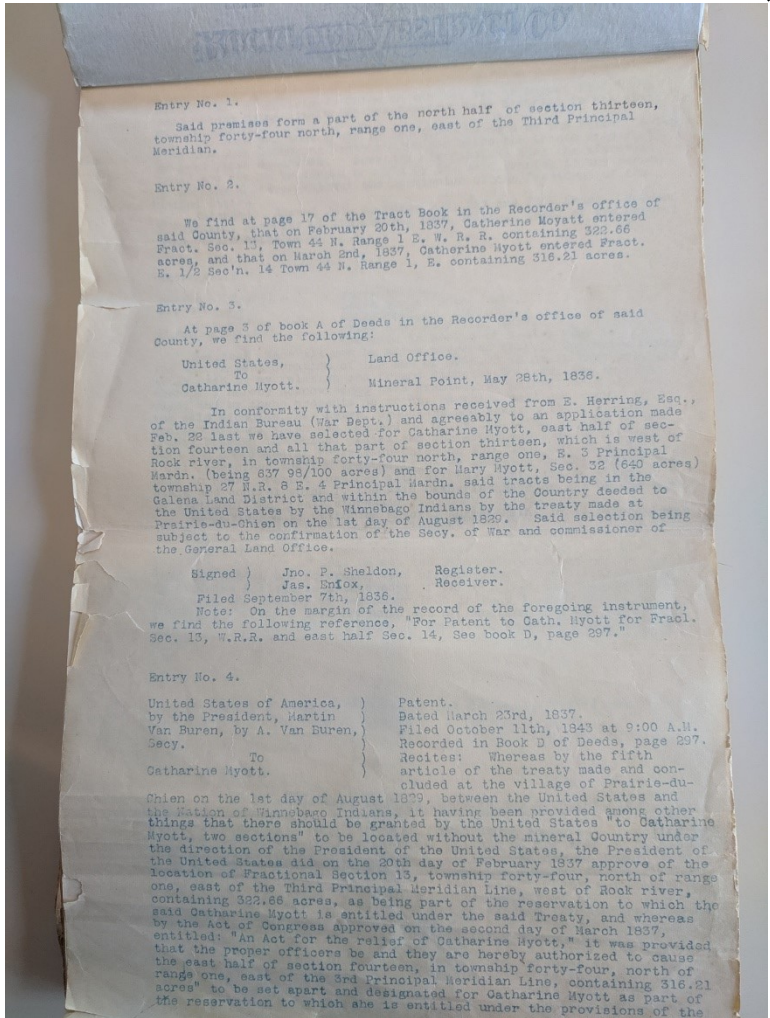 Entry No. 1.
Said premises form a part of the north half of section thirteen,
township forty-four north, range one, east of the Third Principal
Meridian.
Entry No. 2.
We find at page 17 of the Tract Book in the Recorder's office of
said County, that on February 20th, 1837, Catherine Moyatt entered
Fract. Sec. 13, Town 44 N. Range 1 E. W. R. R. containing 322.66
acres, and that on March 2nd, 1837, Catherine Myott entered Fract.
E. 1/2 Sec'n. 14 Town 44 N. Range 1, E. containing 316.21 acres.
Entry No. 3.
At page 3 of book A of Deeds in the Recorder's office of said
County, we find the following:
United States, ) Land Office.
To )
Catharine Myott. ) Mineral Point, May 28th, 1836.
In conformity with instructions received from E. Herring, Esq.,
of the Indian Bureau (War Dept.) and agreeably to an application made
Feb. 22 last we have selected for Catharine Myott, east half of sec-
tion fourteen and all that part of section thirteen, which is west of
Rock river, in township forty-four north, range one, E. 3 Principal
Mardn. (being 637 98/100 acres) and for Mary Myott, Sec. 32 (640 acres)
township 27 N.R. 8 E. 4 Principal Mardn. said tracts being in the
Galena Land District and within the bounds of the Country deeded to
the United States by the Winnebago Indians by the treaty made at
Prairie-du-Chien on the 1st day of August 1829. Said selection being
subject to the confirmation of the Secy. of War and commissioner of
the General Land Office.
Signed ) Jno. P. Sheldon, Register.
) Jas. Enlox, Receiver.
Filed September 7th, 1836.
Note: On the margin of the record of the foregoing instrument,
we find the following reference, "For Patent to Cath. Myott for Fracl.
Sec. 13, W.R.R. and east half Sec. 14, See book D, page 297."
Entry No. 4.
United States of America, ) Patent.
by the President, Martin ) Dated March 23rd, 1837.
Van Buren, by A. Van Buren, ) Filed October 11th, 1843 at 9:00 A.M.
Secy. ) Recorded in Book D of Deeds, page 297.
To ) Recites: Whereas by the fifth
Catharine Myott. ) article of the treaty made and con-
cluded at the village of Prairie-du-
Chien on the 1st day of August 1829, between the United States and
the Nation of Winnebago Indians, it having been provided among other
things that there should be granted by the United States "to Catharine
Myott, two sections" to be located without the mineral Country under
the direction of the President of the United States, the President of
the United States did on the 20th day of February 1837 approve of the
location of Fractional Section 13, township forty-four, north of range
one, east of the Third Principal Meridian Line, west of Rock river,
containing 322.66 acres, as being part of the reservation to which the
said Catharine Myott is entitled under the said Treaty, and whereas
by the Act of Congress approved on the second day of March 1837,
entitled: "An Act for the relief of Catharine Myott," it was provided
that the proper officers be and they are hereby authorized to cause
the east half of section fourteen, in township forty-four, north of
range one, east of the 3rd Principal Meridian Line, containing 316.21
acres" to be set apart and designated for Catharine Myott as part of
the reservation to which she is entitled under the provisions of the